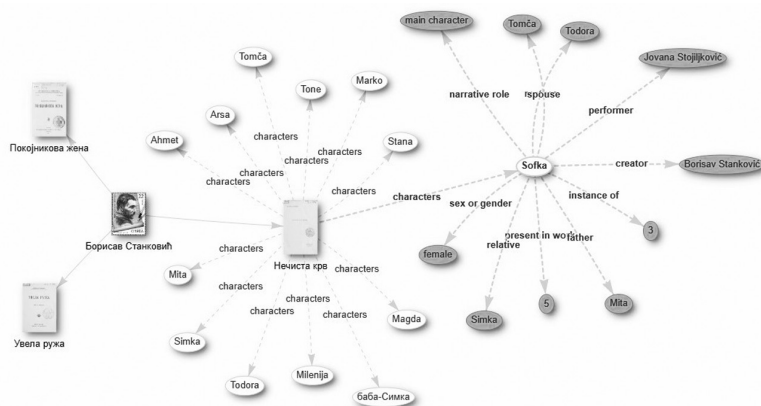 main character
Tomča
Todora
Jovana Stojiljković
Tomča
Tone
Marko
narrative role
spouse
performer
Arsa
characters
Ahmet
characters
characters
characters
Stana
Sofka
creator
Borisav Stanković
Покојникова жена
characters
characters
characters
sex or gender
instance of
Борисав Станковић
Нечиста крв
female
relative
present in work
father
3
Mita
characters
characters
characters
characters
characters
characters
Simka
5
Mita
Magda
Увела ружа
Simka
Todora
Milenija
баба-Симка